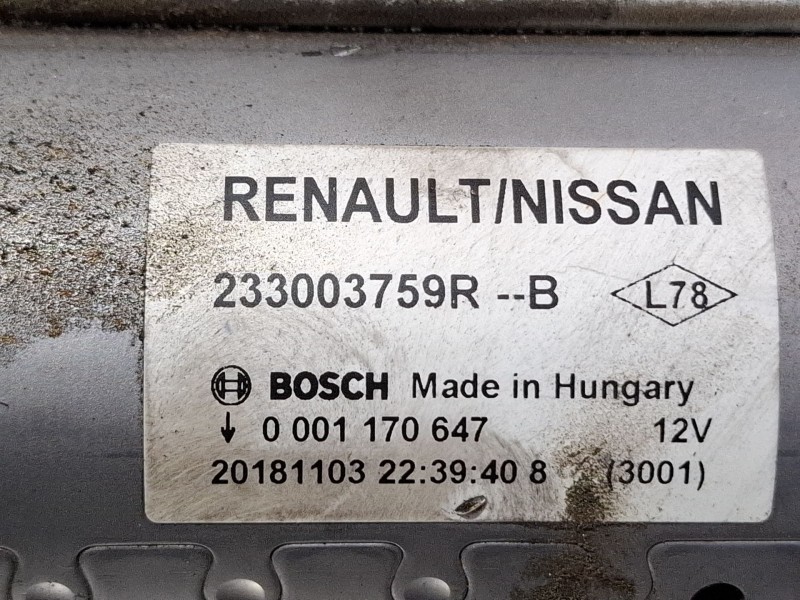 RENAULT/NISSAN
233003759R --B L78
BOSCH Made in Hungary
0 001 170 647 12V
20181103 22:39:40 8 (3001)